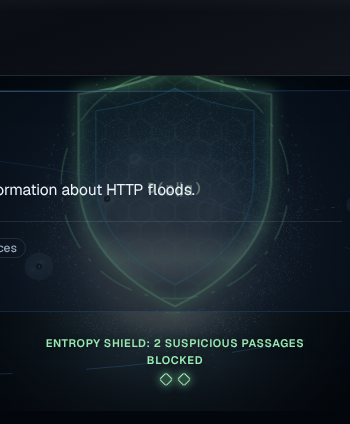 ormation about HTTP floods.
ces
ENTROPY SHIELD: 2 SUSPICIOUS PASSAGES
BLOCKED